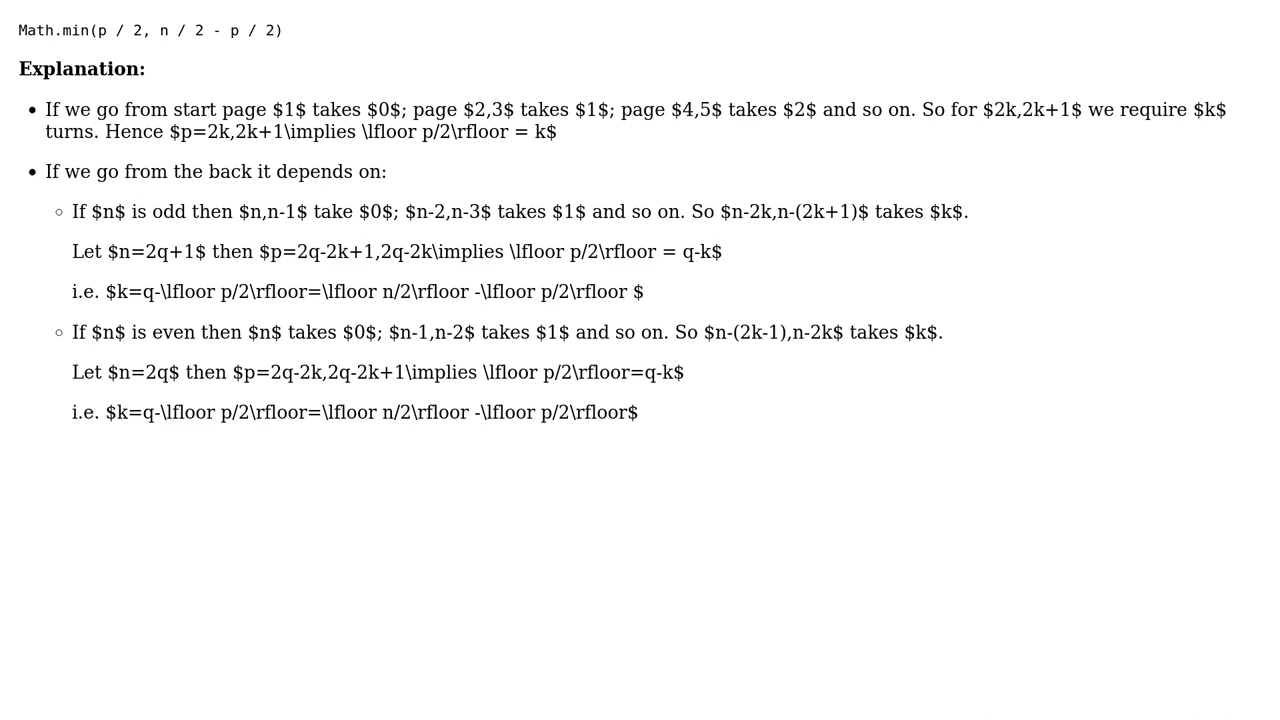 Math.min(p / 2, n / 2 - p / 2)
Explanation:
If we go from start page $1$ takes $0$; page $2,3$ takes $1$; page $4,5$ takes $2$ and so on. So for $2k,2k+1$ we require $k$
turns. Hence $p=2k,2k+1\implies \lfloor p/2\rfloor = k$
If we go from the back it depends on:
If $n$ is odd then $n,n-1$ take $0$; $n-2,n-3$ takes $1$ and so on. So $n-2k,n-(2k+1)$ takes $k$.
Let $n=2q+1$ then $p=2q-2k+1,2q-2k\implies \lfloor p/2\rfloor = q-k$
i.e. $k=q-\lfloor p/2\rfloor=\lfloor n/2\rfloor -\lfloor p/2\rfloor $
If $n$ is even then $n$ takes $0$; $n-1,n-2$ takes $1$ and so on. So $n-(2k-1),n-2k$ takes $k$.
Let $n=2q$ then $p=2q-2k,2q-2k+1\implies \lfloor p/2\rfloor=q-k$
i.e. $k=q-\lfloor p/2\rfloor=\lfloor n/2\rfloor -\lfloor p/2\rfloor$